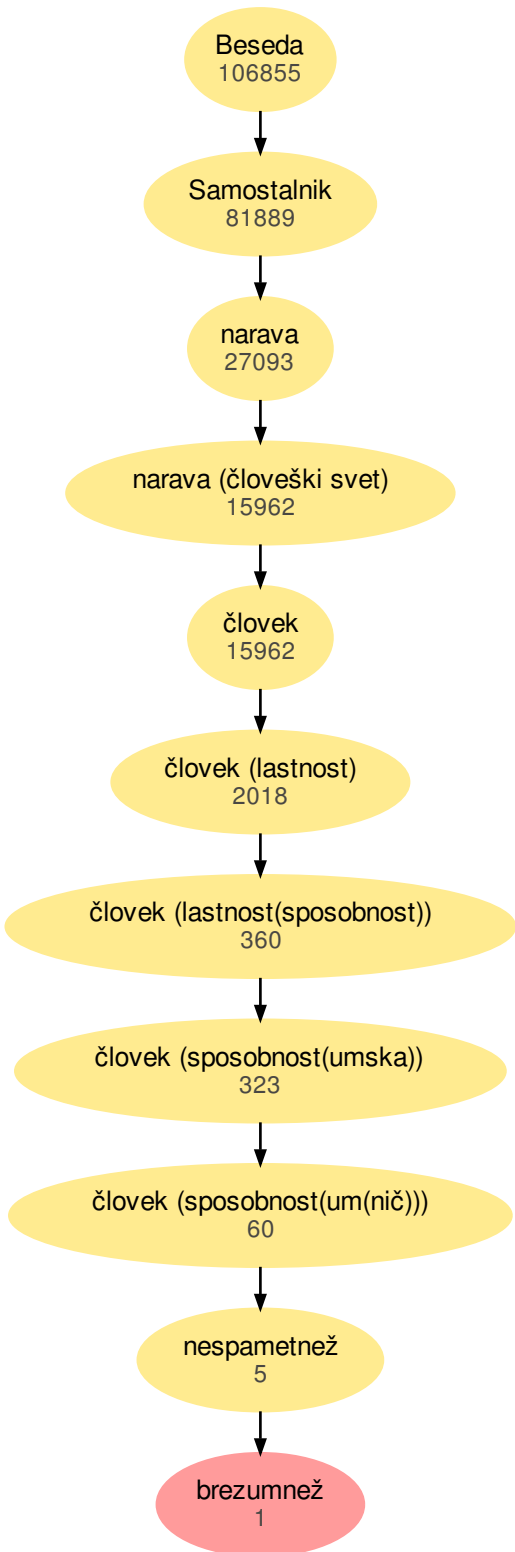 Beseda
106855
Samostalnik
81889
narava
27093
narava (človeški svet)
15962
človek
15962
človek (lastnost)
2018
človek (lastnost(sposobnost))
360
človek (sposobnost(umska))
323
človek (sposobnost(um(nič)))
60
nespametnež
5
brezumnež
1